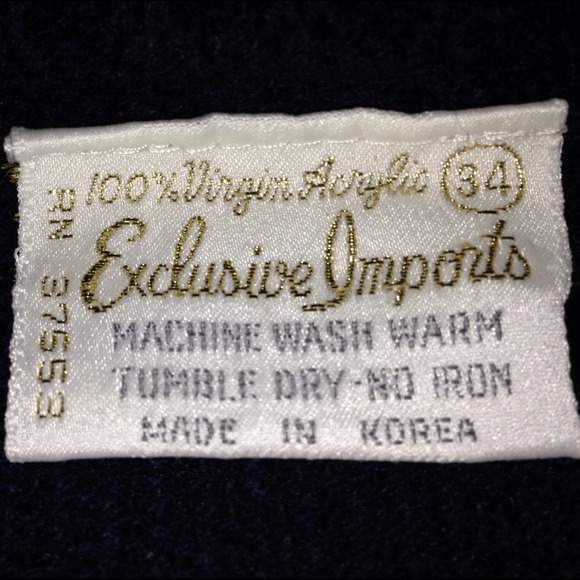 100% Virgin Acrylic 34
Exclusive Imports
MACHINE WASH WARM
TUMBLE DRY-NO IRON
MADE IN KOREA
RN 37553